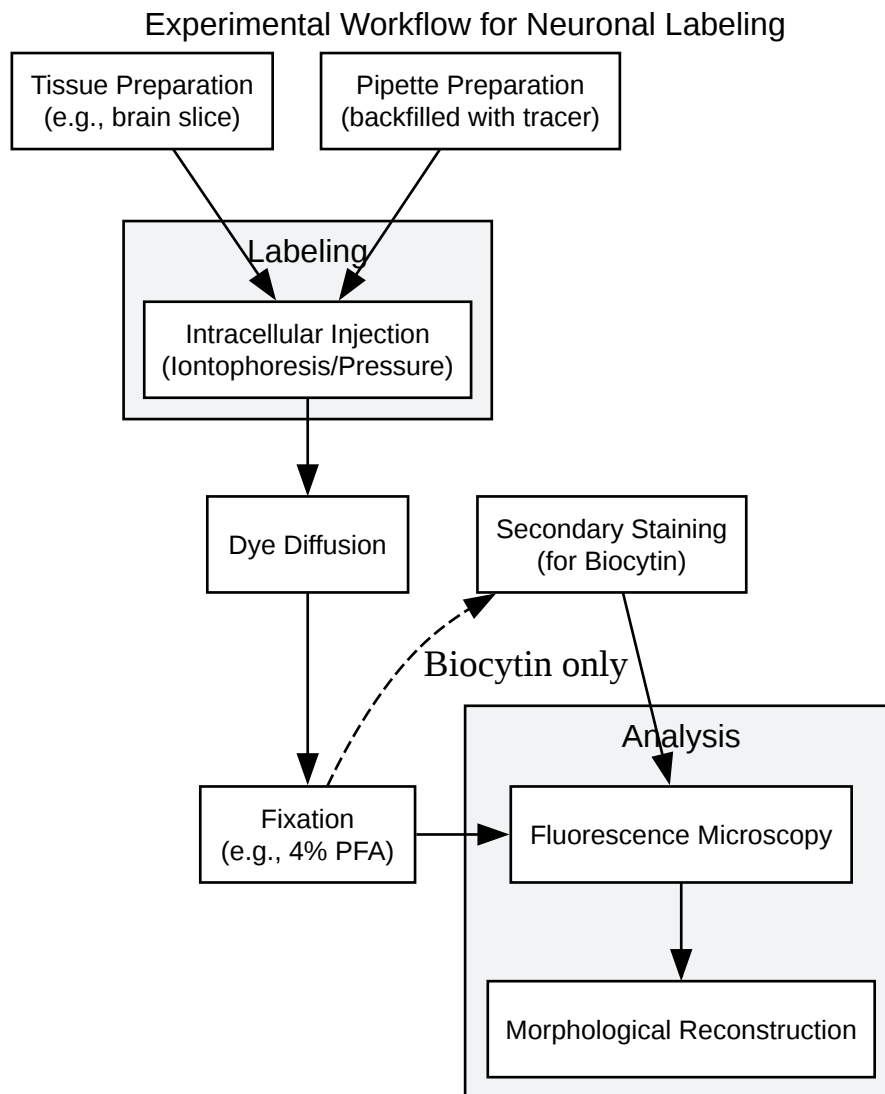 Experimental Workflow for Neuronal Labeling
Tissue Preparation
(e.g., brain slice)
Pipette Preparation
(backfilled with tracer)
Labeling
Intracellular Injection
(Iontophoresis/Pressure)
Dye Diffusion
Secondary Staining
(for Biocytin)
Biocytin only
Analysis
Fixation
(e.g., 4% PFA)
Fluorescence Microscopy
Morphological Reconstruction